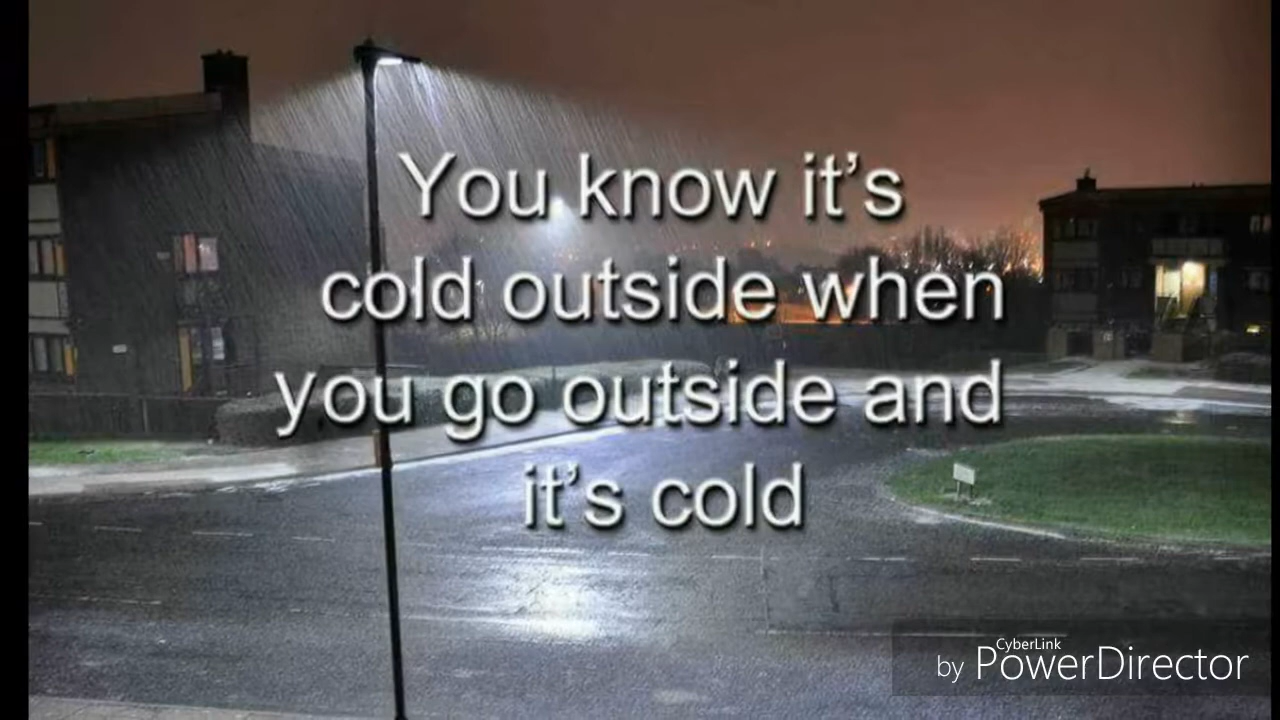 You know it’s
cold outside when
you go outside and
it’s cold
CyberLink
by PowerDirector